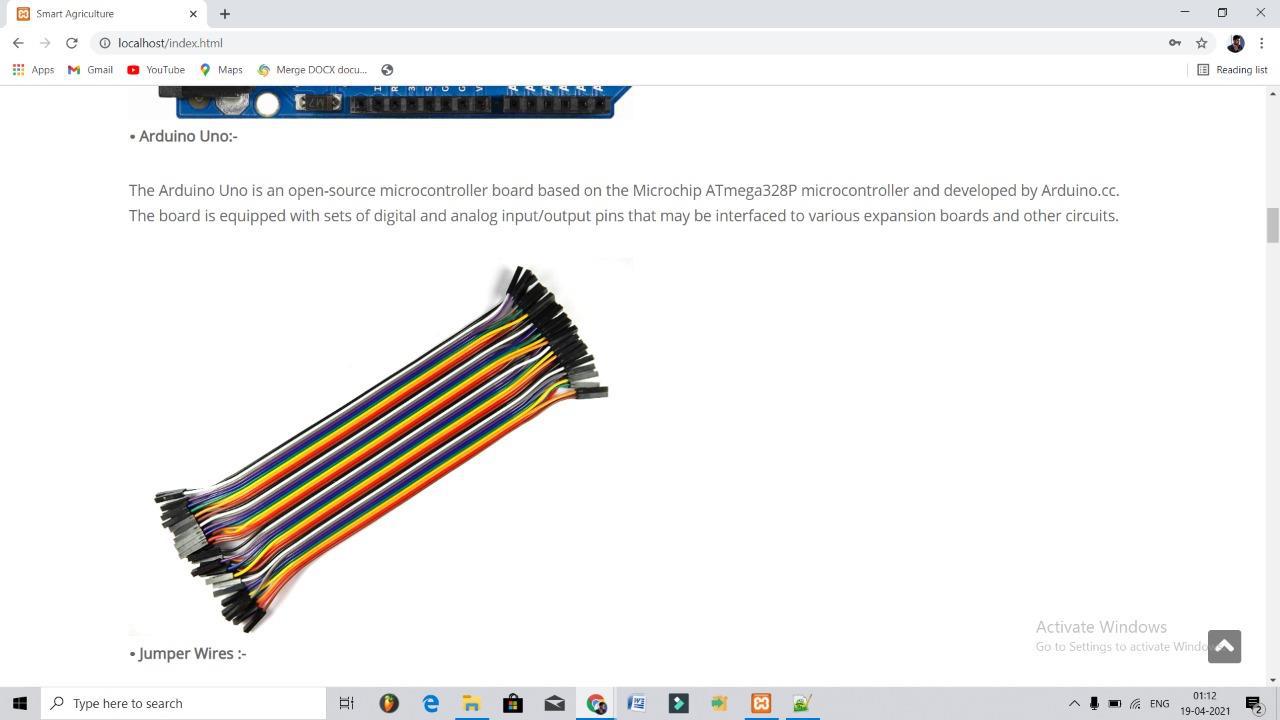 Smart Agriculture
localhost/index.html
Apps Gmail YouTube Maps Merge DOCX docu... Reading list
M7
• Arduino Uno:-
The Arduino Uno is an open-source microcontroller board based on the Microchip ATmega328P microcontroller and developed by Arduino.cc.
The board is equipped with sets of digital and analog input/output pins that may be interfaced to various expansion boards and other circuits.
• Jumper Wires :-
Activate Windows
Go to Settings to activate Windo
Type here to search
ENG
01:12
19-04-2021
2